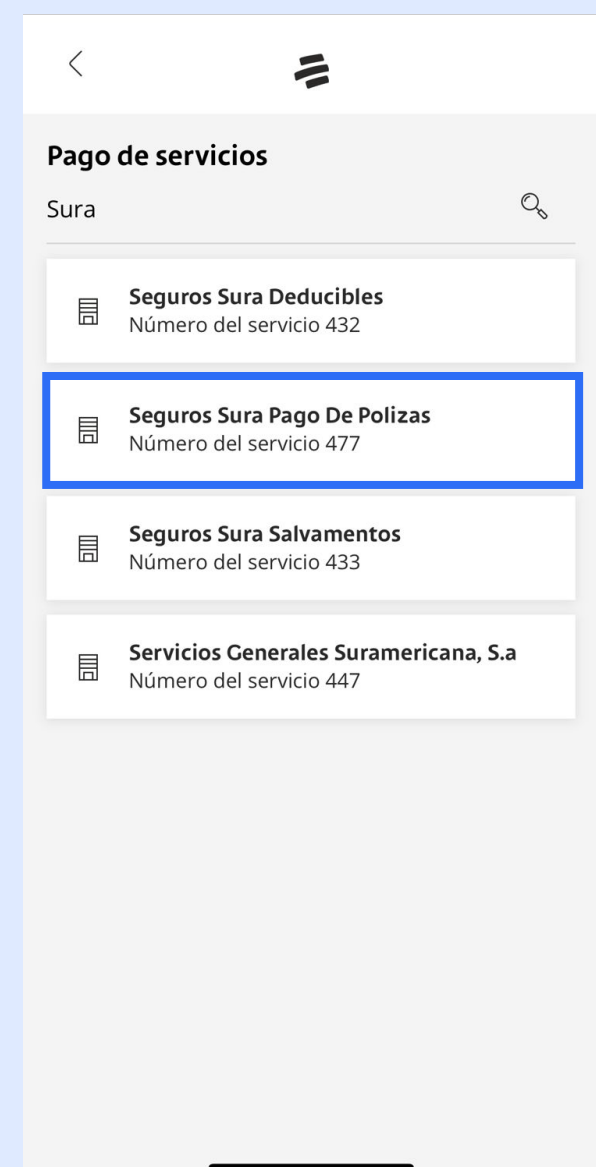 Pago de servicios
Sura
Seguros Sura Deducibles
Número del servicio 432
Seguros Sura Pago De Polizas
Número del servicio 477
Seguros Sura Salvamentos
Número del servicio 433
Servicios Generales Suramericana, S.a
Número del servicio 447